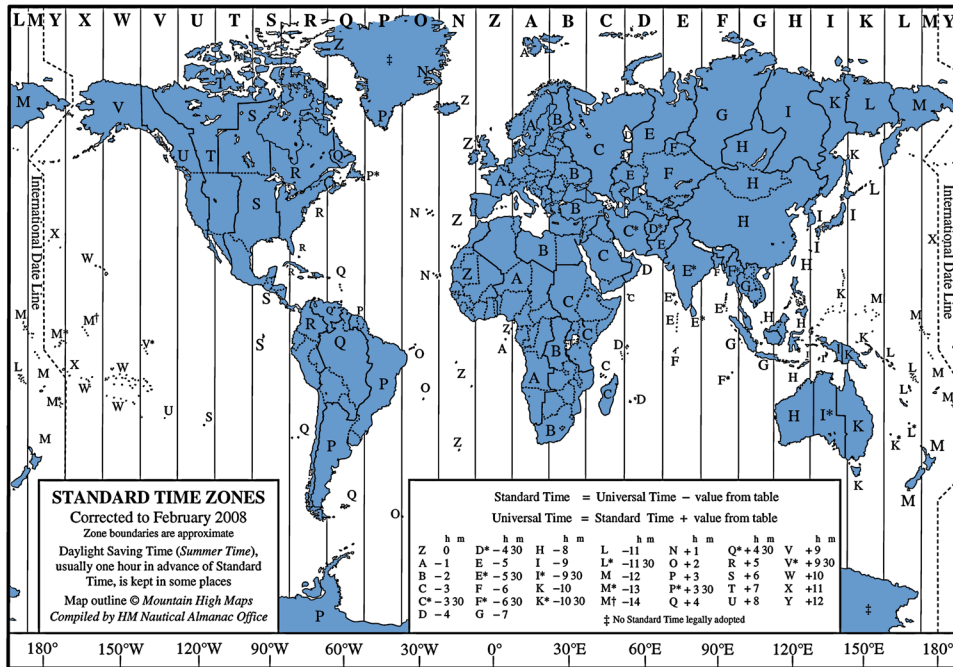 L M Y X W V U T S R Q P O N Z A B C D E F G H I K L M Y
International Date Line
International Date Line
STANDARD TIME ZONES
Corrected to February 2008
Zone boundaries are approximate
Daylight Saving Time (Summer Time),
usually one hour in advance of Standard
Time, is kept in some places
Map outline © Mountain High Maps
Compiled by HM Nautical Almanac Office
Standard Time = Universal Time – value from table
Universal Time = Standard Time + value from table
h m h m h m h m h m h m h m
Z 0 D* – 4 30 H – 8 L – 11 N + 1 Q* + 4 30 V + 9
A – 1 E – 5 I – 9 L* – 11 30 O + 2 R + 5 V* + 9 30
B – 2 E* – 5 30 I* – 9 30 M – 12 P + 3 S + 6 W + 10
C – 3 F – 6 K – 10 M* – 13 P* + 3 30 T + 7 X + 11
C* – 3 30 F* – 6 30 K* – 10 30 M† – 14 Q + 4 U + 8 Y + 12
D – 4 G – 7
‡ No Standard Time legally adopted
180° 150°W 120°W 90°W 60°W 30°W 0° 30°E 60°E 90°E 120°E 150°E 180°